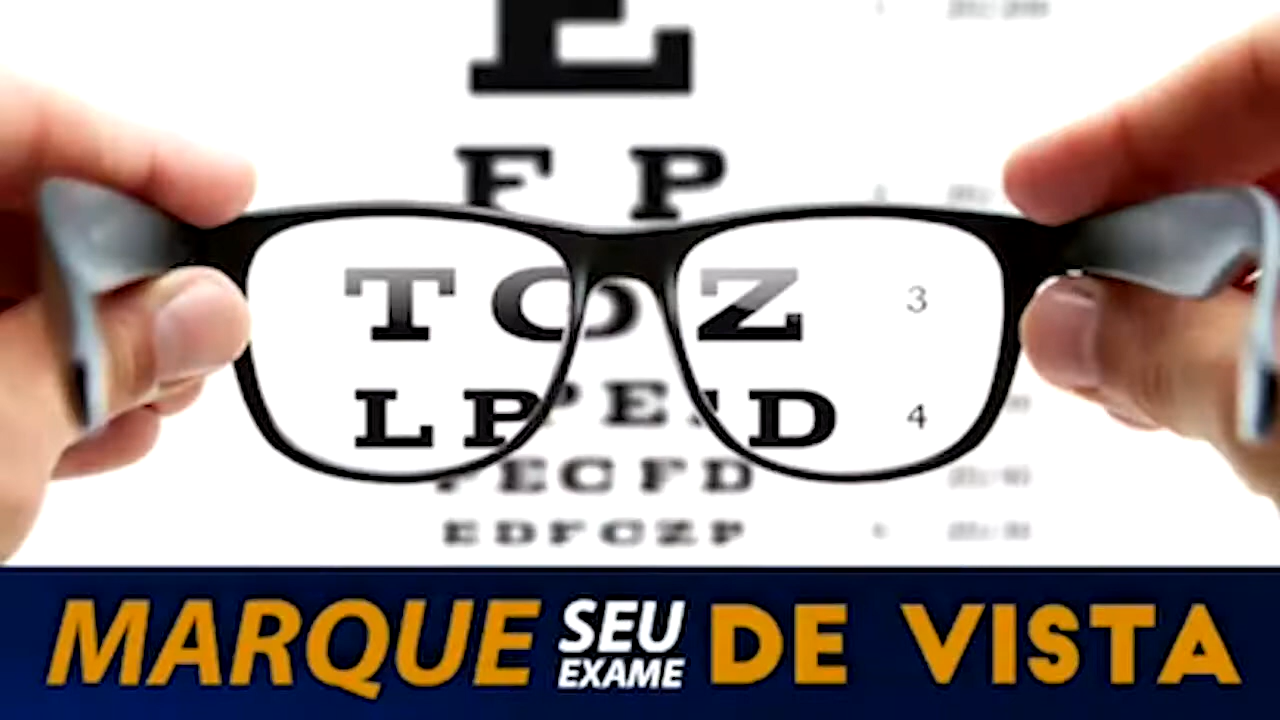 E
F P
T O Z 3
L P E D 4
P E C F D
E D F C Z P
MARQUE SEU EXAME DE VISTA